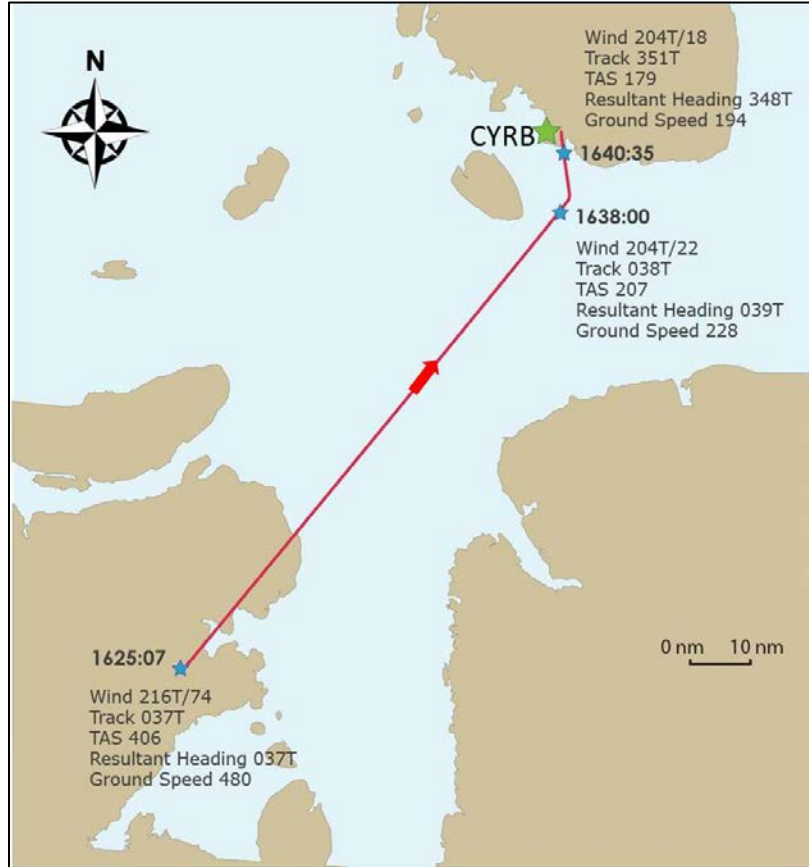 N
Wind 204T/18
Track 351T
TAS 179
Resultant Heading 348T
Ground Speed 194
CYRB
1640:35
1638:00
Wind 204T/22
Track 038T
TAS 207
Resultant Heading 039T
Ground Speed 228
1625:07
Wind 216T/74
Track 037T
TAS 406
Resultant Heading 037T
Ground Speed 480
0 nm 10 nm